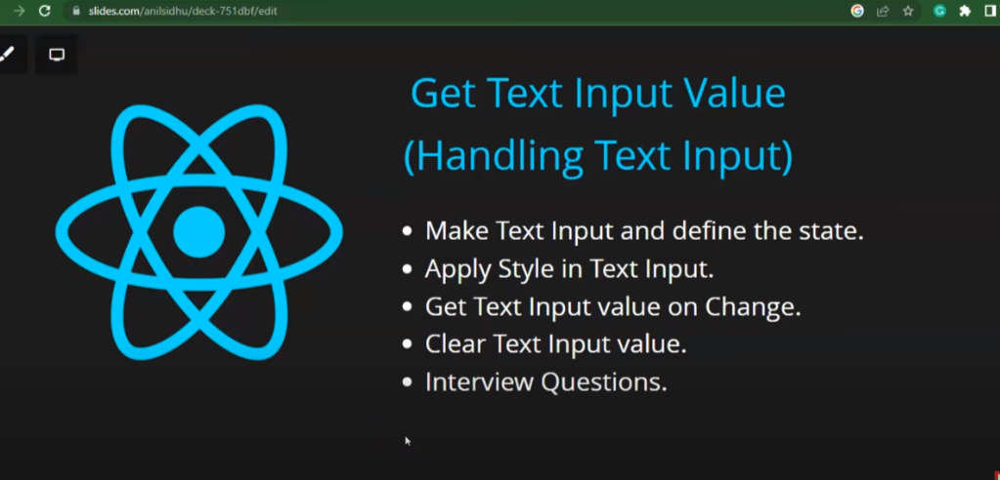 slides.com/anilsidhu/deck-751dbf/edit
Get Text Input Value
(Handling Text Input)
• Make Text Input and define the state.
• Apply Style in Text Input.
• Get Text Input value on Change.
• Clear Text Input value.
• Interview Questions.